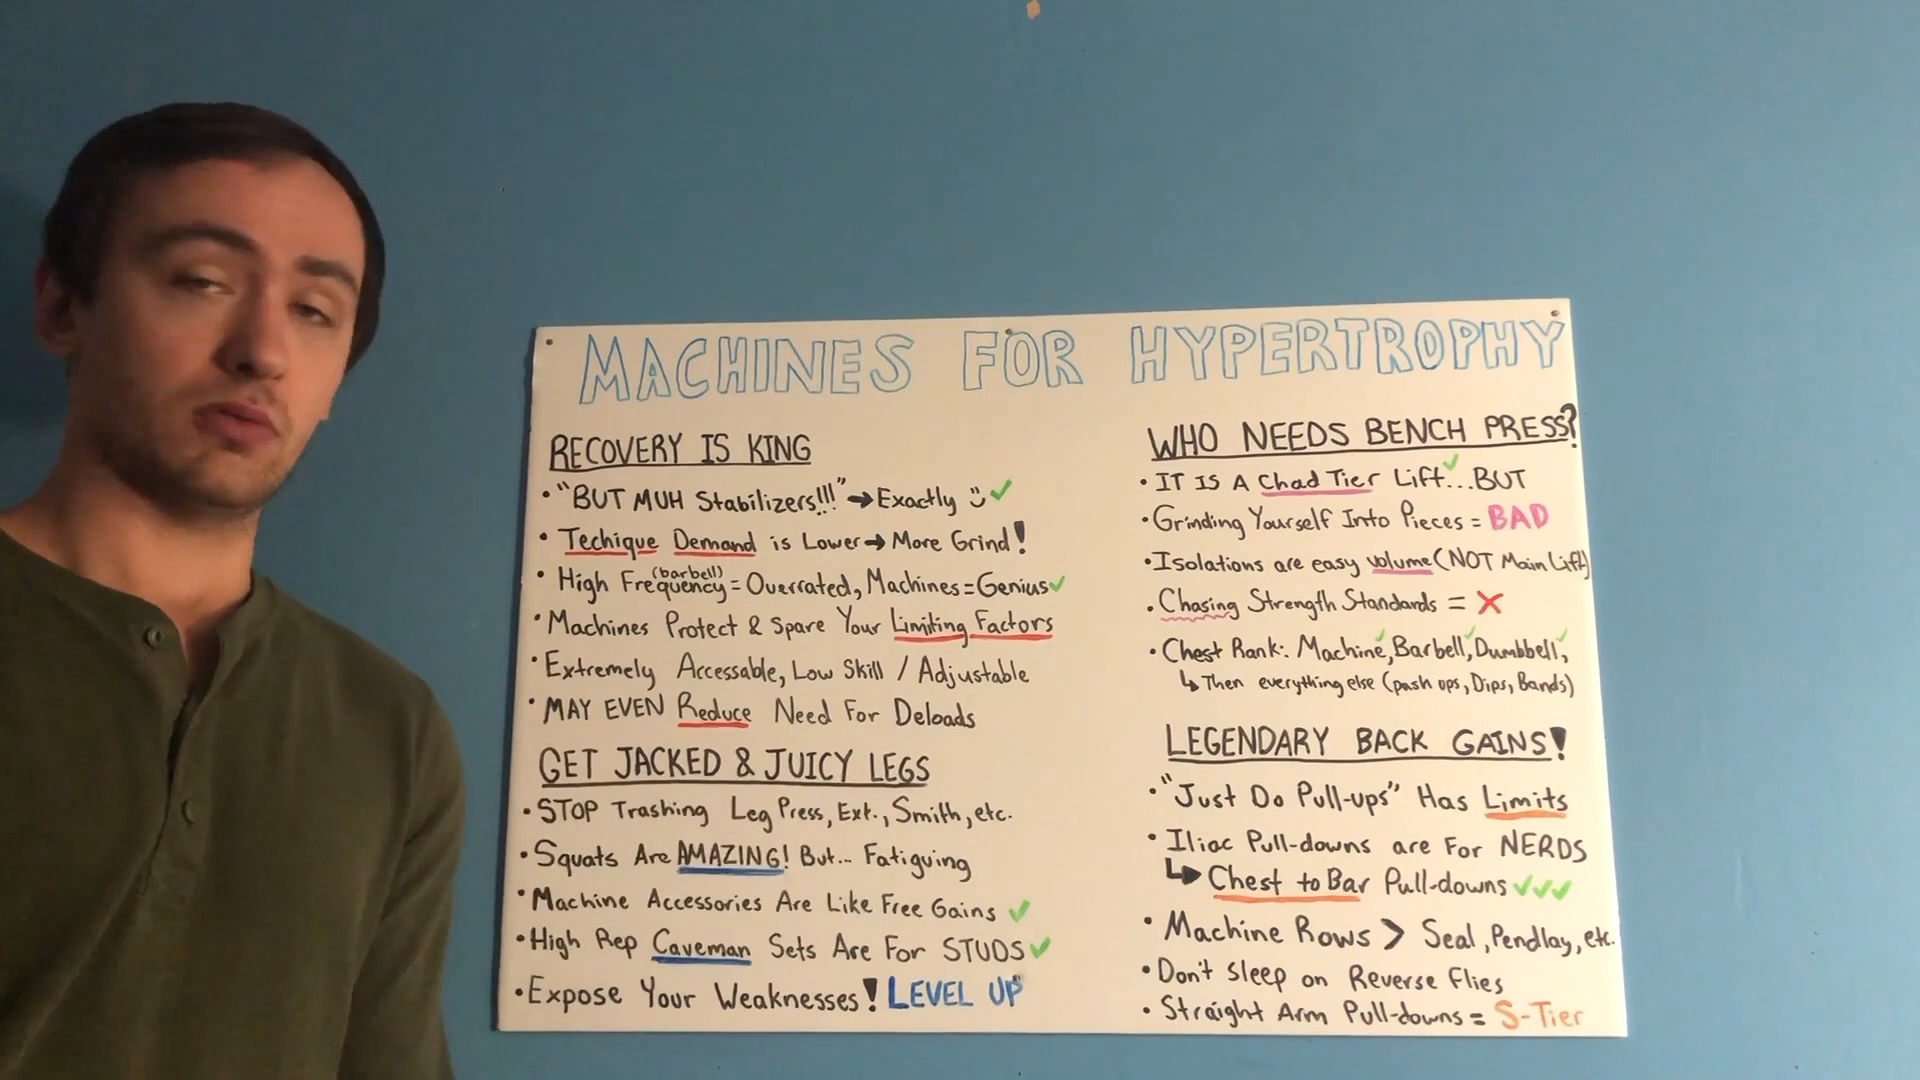 MACHINES FOR HYPERTROPHY
RECOVERY IS KING
• "BUT MUH Stabilizers!!!" → Exactly ✓
• Techique Demand is Lower → More Grind!
• High Frequency (barbell) = Overrated, Machines = Genius ✓
• Machines Protect & Spare Your Limiting Factors
• Extremely Accessable, Low Skill / Adjustable
• MAY EVEN Reduce Need For Deloads
GET JACKED & JUICY LEGS
• STOP Trashing Leg Press, Ext., Smith, etc.
• Squats Are AMAZING! But... Fatiguing
• Machine Accessories Are Like Free Gains ✓
• High Rep Caveman Sets Are For STUDS ✓
• Expose Your Weaknesses! LEVEL UP
WHO NEEDS BENCH PRESS?
• IT IS A Chad Tier Lift ✓... BUT
• Grinding Yourself Into Pieces = BAD
• Isolations are easy volume (NOT Main Lift)
• Chasing Strength Standards = X
• Chest Rank: Machine ✓, Barbell ✓, Dumbbell ✓,
↳ Then everything else (push ups, Dips, Bands)
LEGENDARY BACK GAINS!
• "Just Do Pull-ups" Has Limits
• Iliac Pull-downs are For NERDS
↳ Chest to Bar Pull-downs ✓✓✓
• Machine Rows > Seal, Pendlay, etc.
• Don't Sleep on Reverse Flies
• Straight Arm Pull-downs = S-Tier